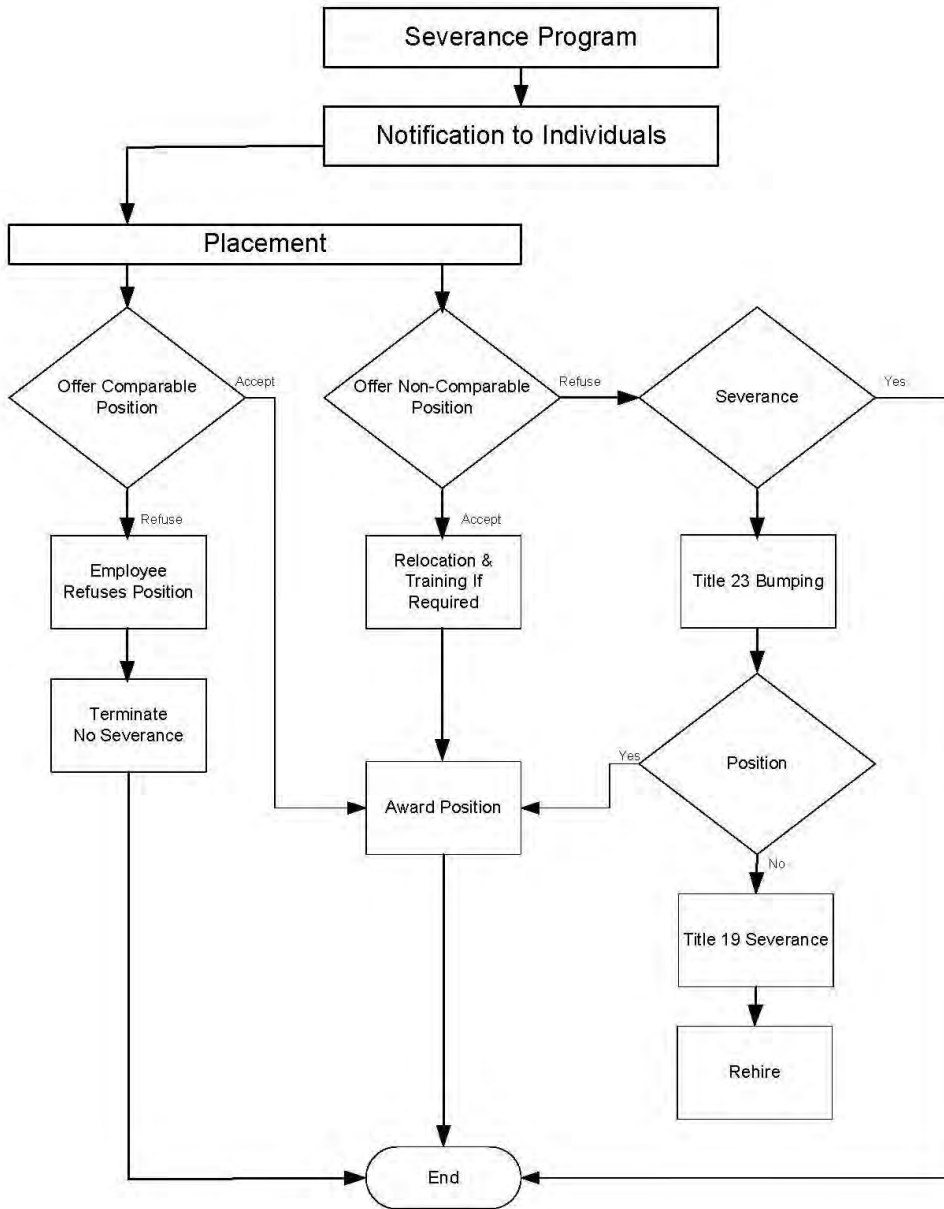 Severance Program
Notification to Individuals
Placement
Offer Comparable
Position
Accept
Offer Non-Comparable
Position
Refuse
Severance
Yes
Refuse
Accept
Employee
Refuses Position
Relocation &
Training If
Required
Title 23 Bumping
Terminate
No Severance
Award Position
Yes
Position
No
Title 19 Severance
Rehire
End